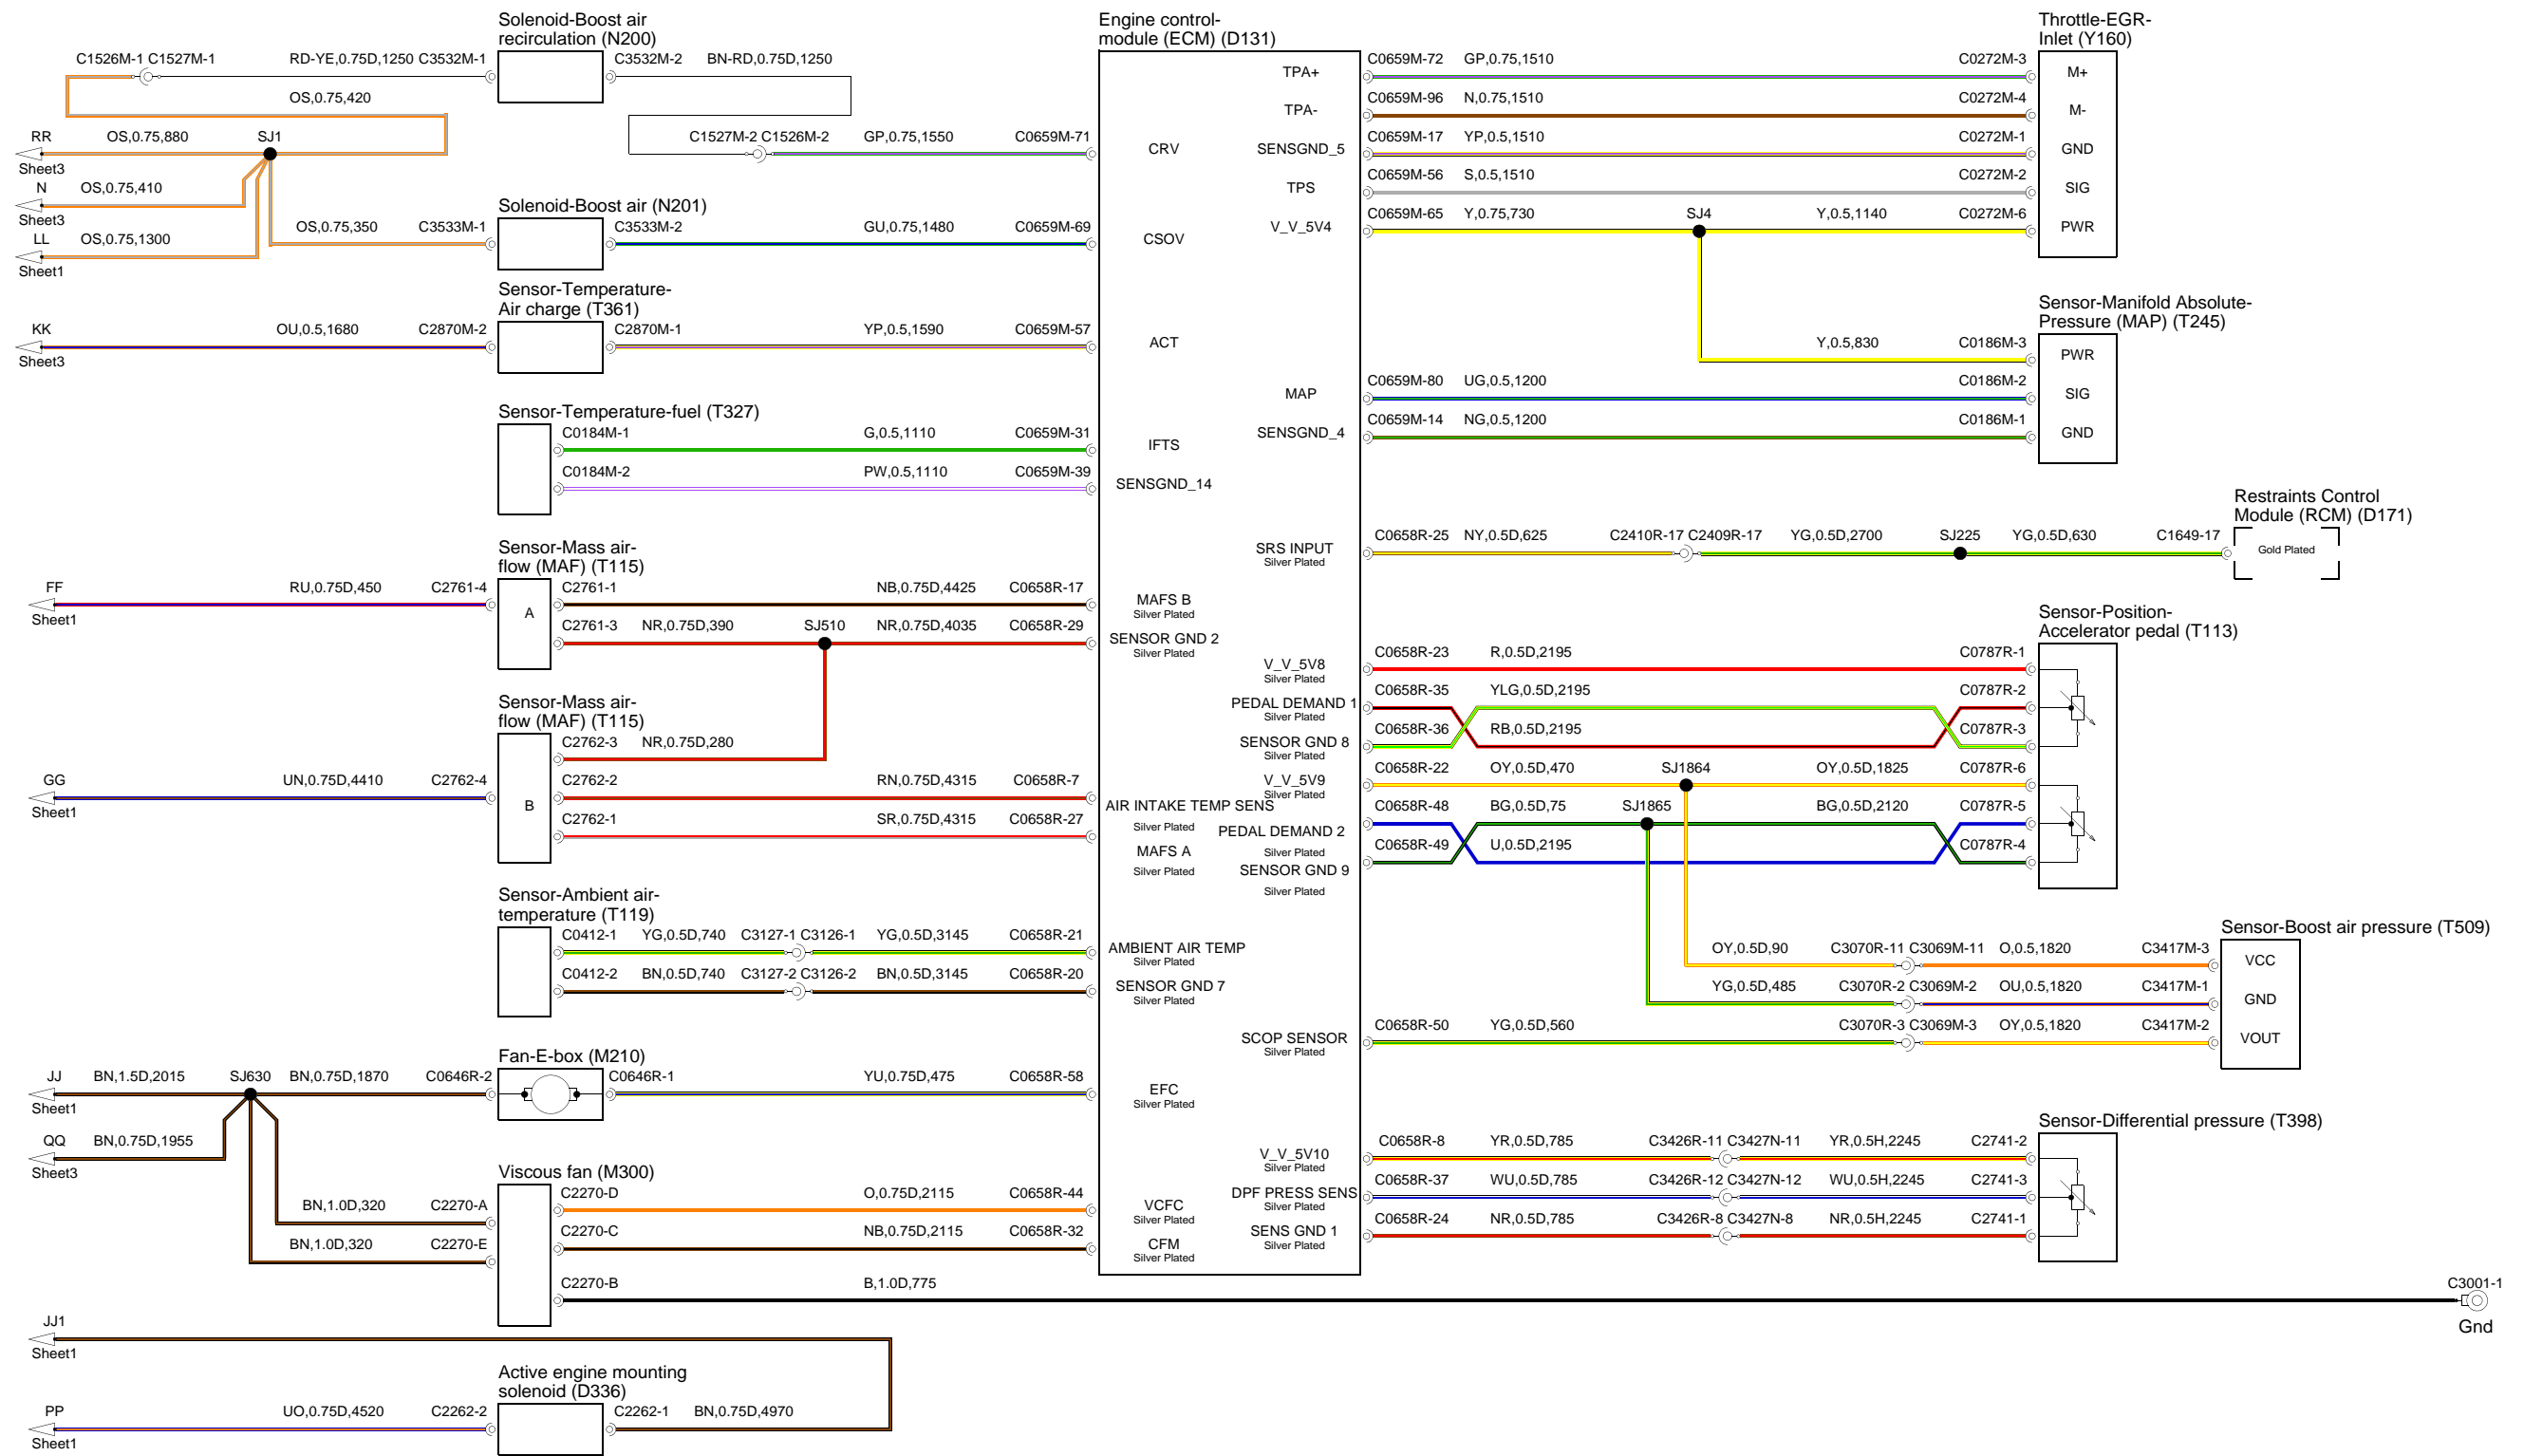 Solenoid-Boost air
recirculation (N200)
C1526M-1 C1527M-1
RD-YE,0.75D,1250 C3532M-1
C3532M-2
BN-RD,0.75D,1250
OS,0.75,420
RR
OS,0.75,880
SJ1
Sheet3
C1527M-2 C1526M-2
GP,0.75,1550
C0659M-71
N
OS,0.75,410
Sheet3
LL
OS,0.75,1300
Sheet1
Solenoid-Boost air (N201)
OS,0.75,350
C3533M-1
C3533M-2
GU,0.75,1480
C0659M-69
Sensor-Temperature-
Air charge (T361)
KK
OU,0.5,1680
C2870M-2
C2870M-1
YP,0.5,1590
C0659M-57
Sheet3
Sensor-Temperature-fuel (T327)
C0184M-1
G,0.5,1110
C0659M-31
C0184M-2
PW,0.5,1110
C0659M-39
Sensor-Mass air-
flow (MAF) (T115)
FF
RU,0.75D,450
C2761-4
Sheet1
A
C2761-1
NB,0.75D,4425
C0658R-17
C2761-3
NR,0.75D,390
SJ510
NR,0.75D,4035
C0658R-29
Sensor-Mass air-
flow (MAF) (T115)
C2762-3
NR,0.75D,280
GG
UN,0.75D,4410
C2762-4
Sheet1
B
C2762-2
RN,0.75D,4315
C0658R-7
C2762-1
SR,0.75D,4315
C0658R-27
Sensor-Ambient air-
temperature (T119)
C0412-1
YG,0.5D,740
C3127-1 C3126-1
YG,0.5D,3145
C0658R-21
C0412-2
BN,0.5D,740
C3127-2 C3126-2
BN,0.5D,3145
C0658R-20
Fan-E-box (M210)
JJ
BN,1.5D,2015
SJ630
BN,0.75D,1870
C0646R-2
C0646R-1
YU,0.75D,475
C0658R-58
Sheet1
QQ
BN,0.75D,1955
Sheet3
Viscous fan (M300)
BN,1.0D,320
C2270-A
BN,1.0D,320
C2270-E
C2270-D
O,0.75D,2115
C0658R-44
C2270-C
NB,0.75D,2115
C0658R-32
C2270-B
B,1.0D,775
C3001-1
Gnd
JJ1
Sheet1
Active engine mounting
solenoid (D336)
PP
UO,0.75D,4520
C2262-2
C2262-1
BN,0.75D,4970
Sheet1
Engine control-
module (ECM) (D131)
CRV
CSOV
ACT
IFTS
SENSGND_14
MAFS B
Silver Plated
SENSOR GND 2
Silver Plated
AIR INTAKE TEMP SENS
Silver Plated
MAFS A
Silver Plated
AMBIENT AIR TEMP
Silver Plated
SENSOR GND 7
Silver Plated
EFC
Silver Plated
VCFC
Silver Plated
CFM
Silver Plated
TPA+
TPA-
SENSGND_5
TPS
V_V_5V4
MAP
SENSGND_4
SRS INPUT
Silver Plated
V_V_5V8
Silver Plated
PEDAL DEMAND 1
Silver Plated
SENSOR GND 8
Silver Plated
V_V_5V9
Silver Plated
PEDAL DEMAND 2
Silver Plated
SENSOR GND 9
Silver Plated
SCOP SENSOR
Silver Plated
V_V_5V10
Silver Plated
DPF PRESS SENS
Silver Plated
SENS GND 1
Silver Plated
Throttle-EGR-
Inlet (Y160)
C0659M-72
GP,0.75,1510
C0272M-3
M+
C0659M-96
N,0.75,1510
C0272M-4
M-
C0659M-17
YP,0.5,1510
C0272M-1
GND
C0659M-56
S,0.5,1510
C0272M-2
SIG
C0659M-65
Y,0.75,730
SJ4
Y,0.5,1140
C0272M-6
PWR
Sensor-Manifold Absolute-
Pressure (MAP) (T245)
Y,0.5,830
C0186M-3
PWR
C0659M-80
UG,0.5,1200
C0186M-2
SIG
C0659M-14
NG,0.5,1200
C0186M-1
GND
Restraints Control
Module (RCM) (D171)
C0658R-25
NY,0.5D,625
C2410R-17 C2409R-17
YG,0.5D,2700
SJ225
YG,0.5D,630
C1649-17
Gold Plated
Sensor-Position-
Accelerator pedal (T113)
C0658R-23
R,0.5D,2195
C0787R-1
C0658R-35
YLG,0.5D,2195
C0787R-2
C0658R-36
RB,0.5D,2195
C0787R-3
C0658R-22
OY,0.5D,470
SJ1864
OY,0.5D,1825
C0787R-6
C0658R-48
BG,0.5D,75
SJ1865
BG,0.5D,2120
C0787R-5
C0658R-49
U,0.5D,2195
C0787R-4
Sensor-Boost air pressure (T509)
OY,0.5D,90
C3070R-11 C3069M-11
O,0.5,1820
C3417M-3
VCC
YG,0.5D,485
C3070R-2 C3069M-2
OU,0.5,1820
C3417M-1
GND
C0658R-50
YG,0.5D,560
C3070R-3 C3069M-3
OY,0.5,1820
C3417M-2
VOUT
Sensor-Differential pressure (T398)
C0658R-8
YR,0.5D,785
C3426R-11 C3427N-11
YR,0.5H,2245
C2741-2
C0658R-37
WU,0.5D,785
C3426R-12 C3427N-12
WU,0.5H,2245
C2741-3
C0658R-24
NR,0.5D,785
C3426R-8 C3427N-8
NR,0.5H,2245
C2741-1